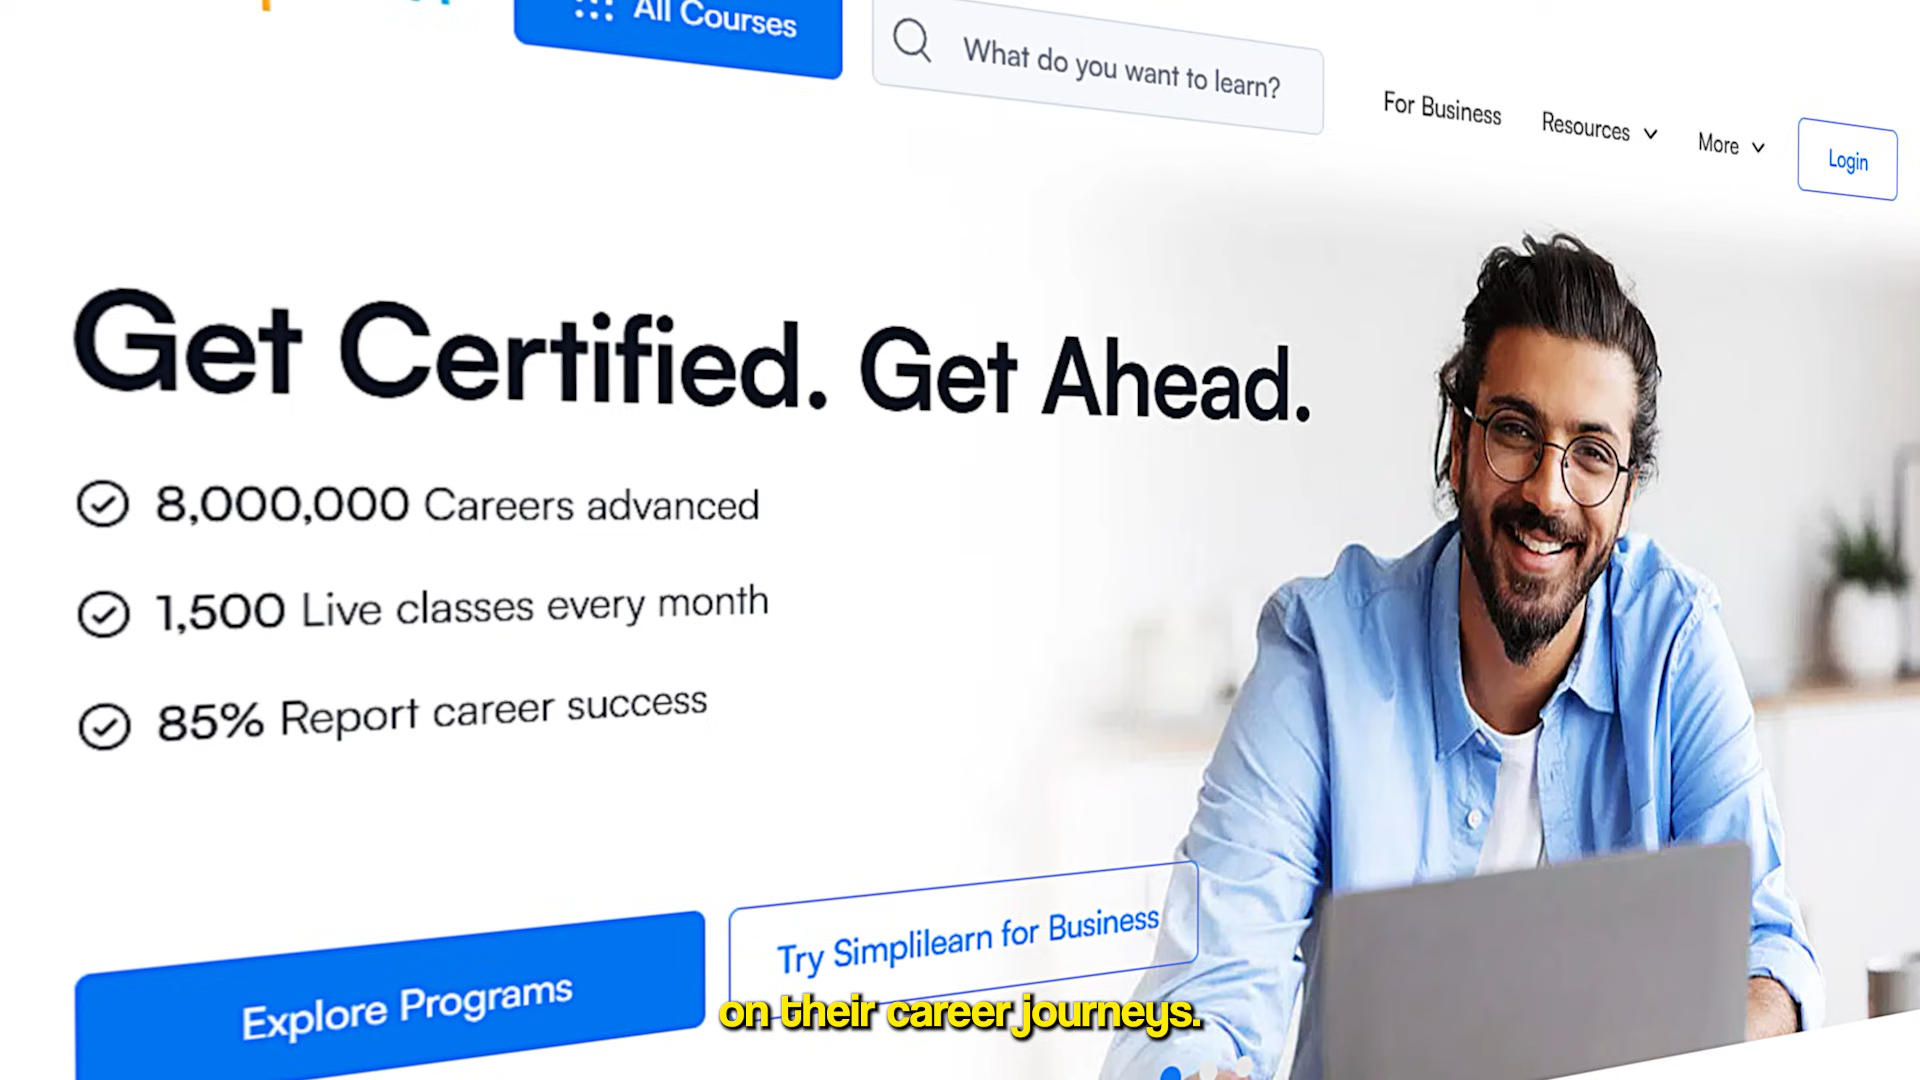 All Courses
What do you want to learn?
For Business
Resources
More
Login
Get Certified. Get Ahead.
8,000,000 Careers advanced
1,500 Live classes every month
85% Report career success
Explore Programs
Try Simplilearn for Business
on their career journeys.